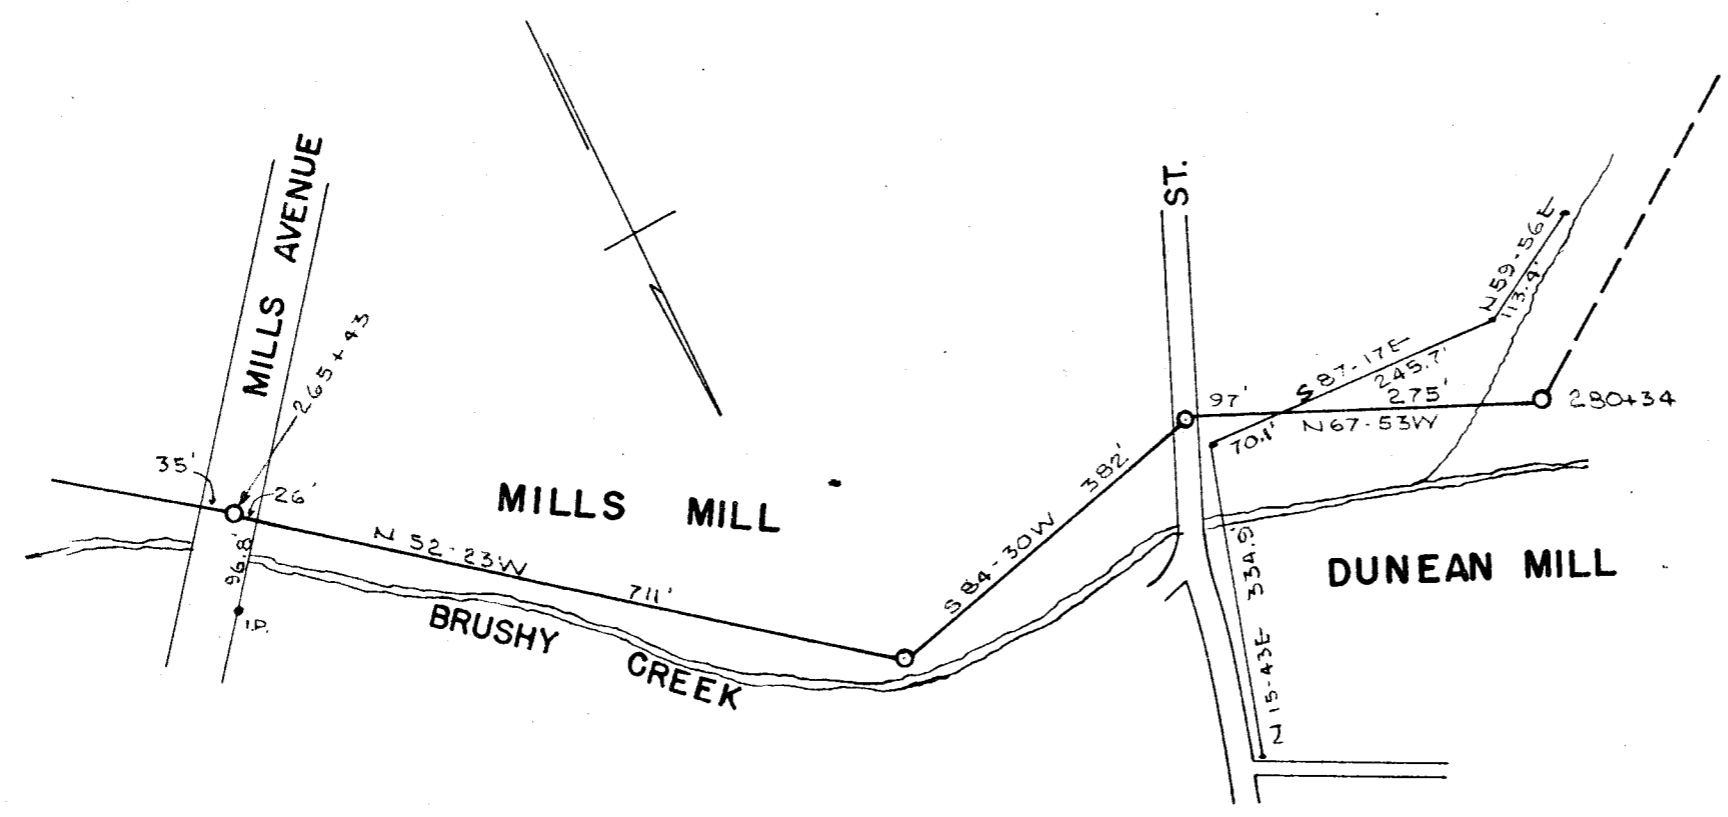 MILLS AVENUE
265+43
35'
26'
96.8'
I.P.
N 52-23W
711'
MILLS MILL
BRUSHY
CREEK
S 84-30W
382'
ST.
97'
S 87-17E
245.7'
275'
N67-53W
70.1'
N59-56E
113.4'
280+34
N 15-43E 334.9'
DUNEAN MILL